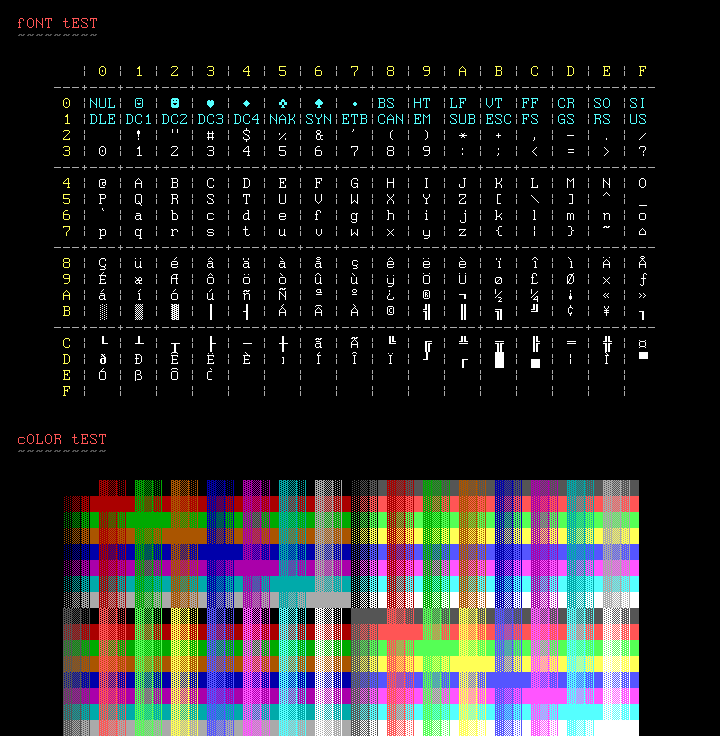 fONT tEST
~~~~~~~~~
| 0 | 1 | 2 | 3 | 4 | 5 | 6 | 7 | 8 | 9 | A | B | C | D | E | F
0 |NUL| ☺ | ☻ | ♥ | ♦ | ♣ | ♠ | • |BS |HT |LF |VT |FF |CR |SO |SI
1 |DLE|DC1|DC2|DC3|DC4|NAK|SYN|ETB|CAN|EM |SUB|ESC|FS |GS |RS |US
2 | | ! | " | # | $ | % | & | ' | ( | ) | * | + | , | - | . | /
3 | 0 | 1 | 2 | 3 | 4 | 5 | 6 | 7 | 8 | 9 | : | ; | < | = | > | ?
4 | @ | A | B | C | D | E | F | G | H | I | J | K | L | M | N | O
5 | P | Q | R | S | T | U | V | W | X | Y | Z | [ | \ | ] | ^ | _
6 | ` | a | b | c | d | e | f | g | h | i | j | k | l | m | n | o
7 | p | q | r | s | t | u | v | w | x | y | z | { | | | } | ~ | ⌂
8 | Ç | ü | é | â | ä | à | å | ç | ê | ë | è | ï | î | ì | Ä | Å
9 | É | æ | Æ | ô | ö | ò | û | ù | ÿ | Ö | Ü | ø | £ | Ø | × | ƒ
A | á | í | ó | ú | ñ | Ñ | ª | º | ¿ | ® | ¬ | ½ | ¼ | ¡ | « | »
B | ░ | ▒ | ▓ | │ | ┤ | Á | Â | À | © | ╣ | ║ | ╗ | ╝ | ¢ | ¥ | ┐
C | └ | ┴ | ┬ | ├ | ─ | ┼ | ã | Ã | ╚ | ╔ | ╩ | ╦ | ╠ | ═ | ╬ | ¤
D | ð | Ð | Ê | Ë | È | ı | Í | Î | Ï | ┘ | ┌ | █ | ▄ | ¦ | Ì | ▀
E | Ó | ß | Ô | Ò | | | | | | | | | | | |
F | | | | | | | | | | | | | | | |
cOLOR tEST
~~~~~~~~~~